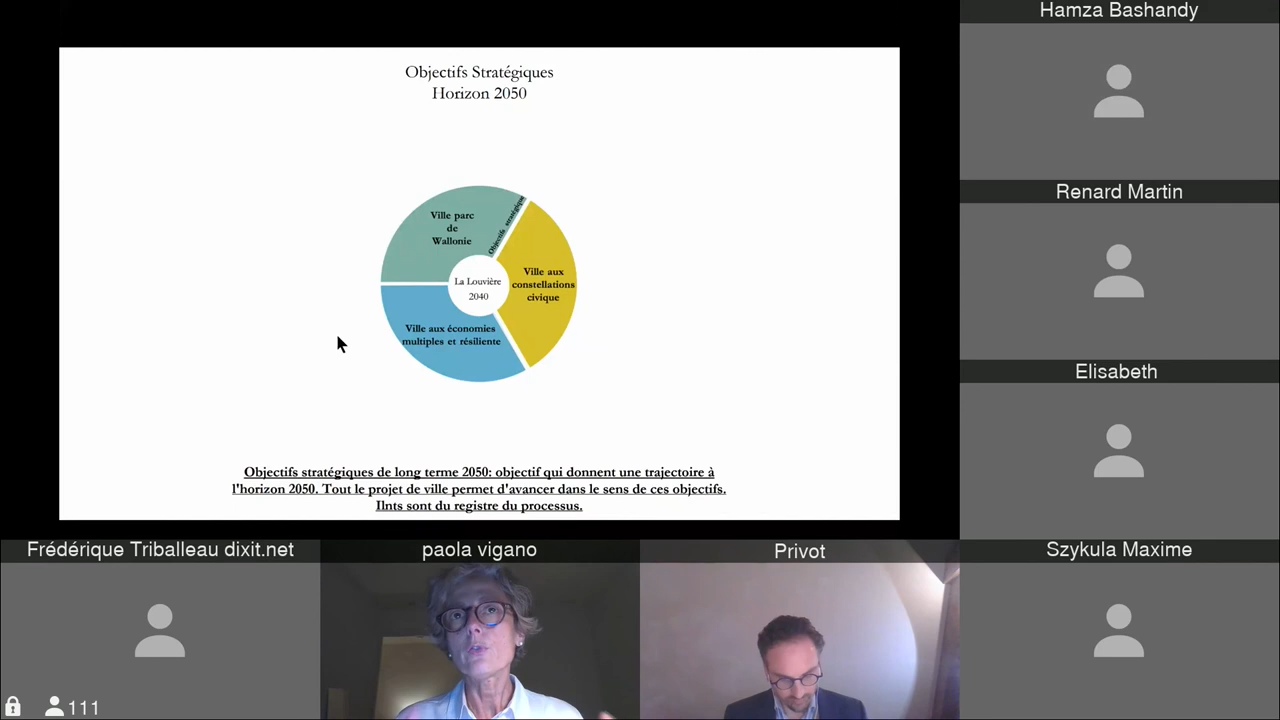 Hamza Bashandy
Objectifs Stratégiques
Horizon 2050
Ville parc
de
Wallonie
Objectifs stratégique
Ville aux
constellations
civique
La Louvière
2040
Ville aux économies
multiples et résiliente
Objectifs stratégiques de long terme 2050: objectif qui donnent une trajectoire à
l'horizon 2050. Tout le projet de ville permet d'avancer dans le sens de ces objectifs.
Ilnts sont du registre du processus.
Renard Martin
Elisabeth
Frédérique Triballeau dixit.net
paola vigano
Privot
Szykula Maxime
111